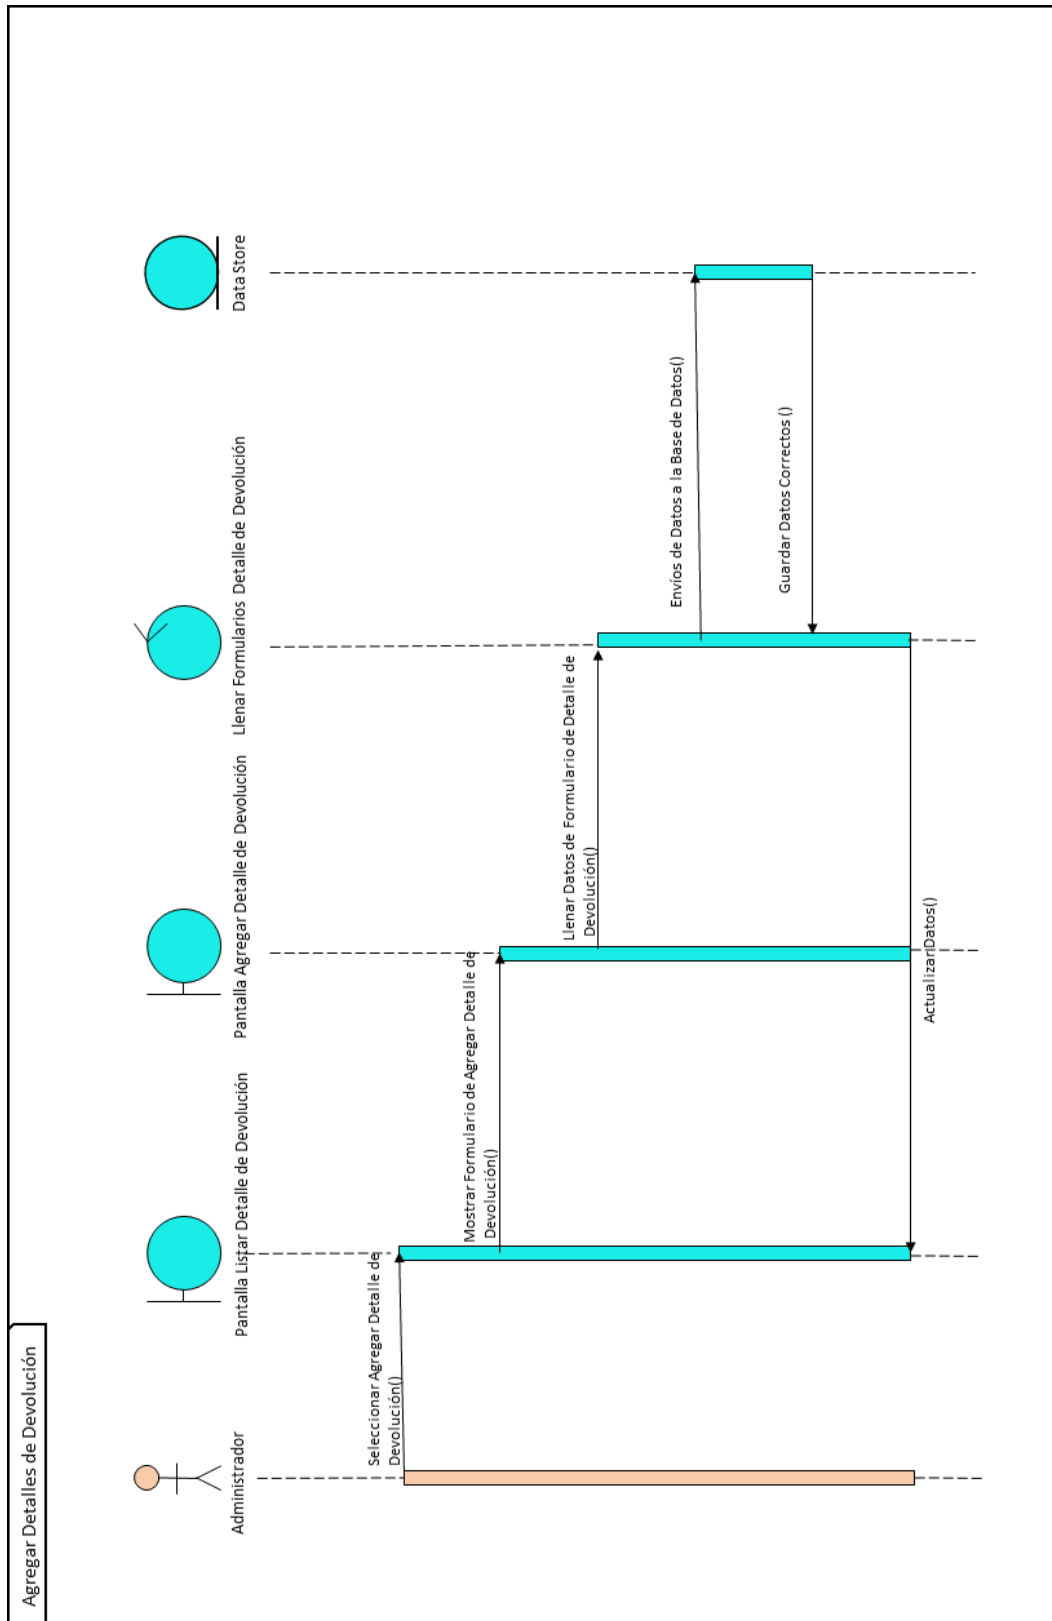 Agregar Detalles de Devolución
Administrador
Pantalla Listar Detalle de Devolución
Pantalla Agregar Detalle de Devolución
Llenar Formularios Detalle de Devolución
Data Store
Seleccionar Agregar Detalle de
Devolución()
Mostrar Formulario de Agregar Detalle de
Devolución()
Llenar Datos de Formulario de Detalle de
Devolución()
Envíos de Datos a la Base de Datos()
Guardar Datos Correctos ()
Actualizar Datos()